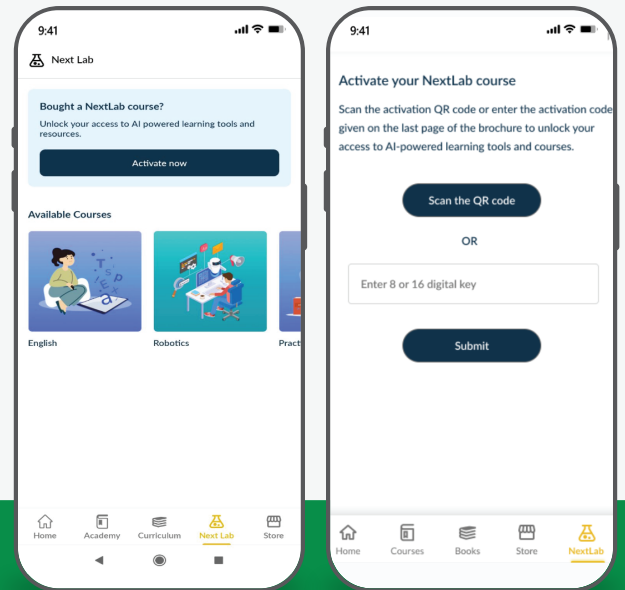 9:41
Next Lab
Bought a NextLab course?
Unlock your access to AI powered learning tools and
resources.
Activate now
Available Courses
English
Robotics
Pract
Home
Academy
Curriculum
Next Lab
Store
9:41
Activate your NextLab course
Scan the activation QR code or enter the activation code
given on the last page of the brochure to unlock your
access to AI-powered learning tools and courses.
Scan the QR code
OR
Enter 8 or 16 digital key
Submit
Home
Courses
Books
Store
NextLab